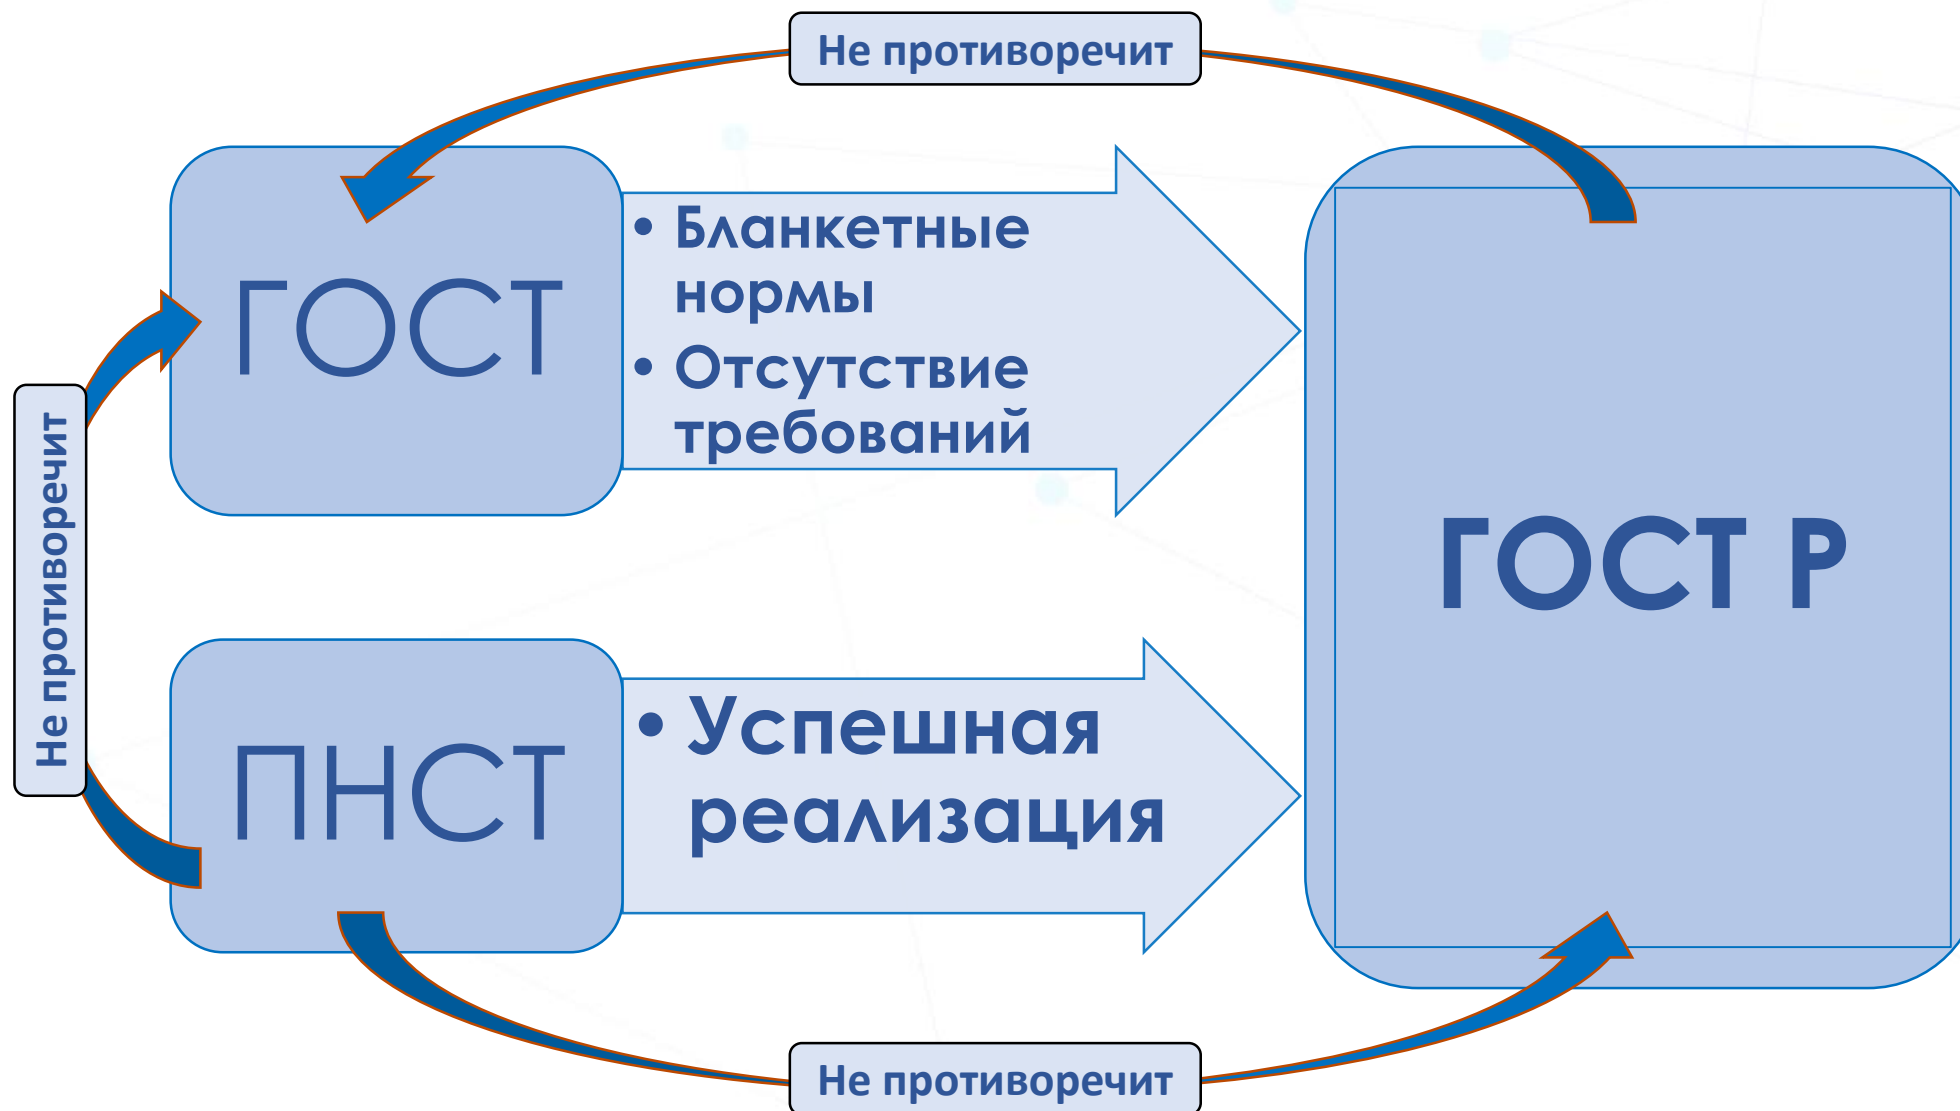 Не противоречит
ГОСТ
• Бланкетные
нормы
• Отсутствие
требований
Не противоречит
ГОСТ Р
ПНСТ
• Успешная
реализация
Не противоречит